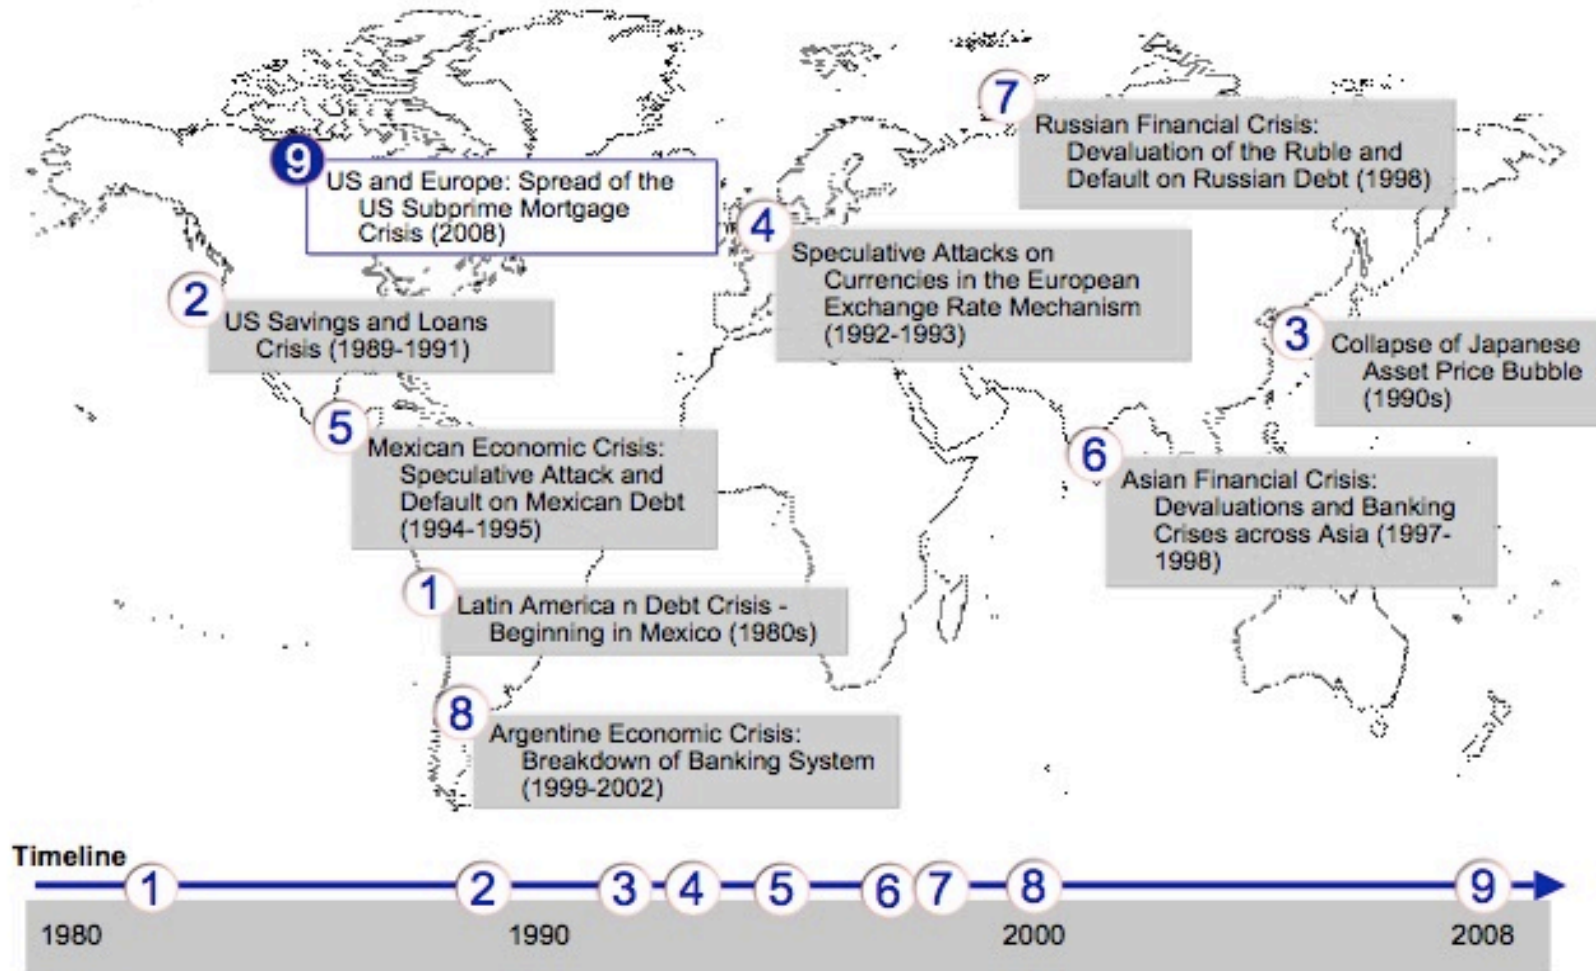 7
Russian Financial Crisis:
Devaluation of the Ruble and
Default on Russian Debt (1998)
9
US and Europe: Spread of the
US Subprime Mortgage
Crisis (2008)
4
Speculative Attacks on
Currencies in the European
Exchange Rate Mechanism
(1992-1993)
2
US Savings and Loans
Crisis (1989-1991)
3
Collapse of Japanese
Asset Price Bubble
(1990s)
5
Mexican Economic Crisis:
Speculative Attack and
Default on Mexican Debt
(1994-1995)
6
Asian Financial Crisis:
Devaluations and Banking
Crises across Asia (1997-
1998)
1
Latin America n Debt Crisis -
Beginning in Mexico (1980s)
8
Argentine Economic Crisis:
Breakdown of Banking System
(1999-2002)
Timeline
1 2 3 4 5 6 7 8 9
1980 1990 2000 2008